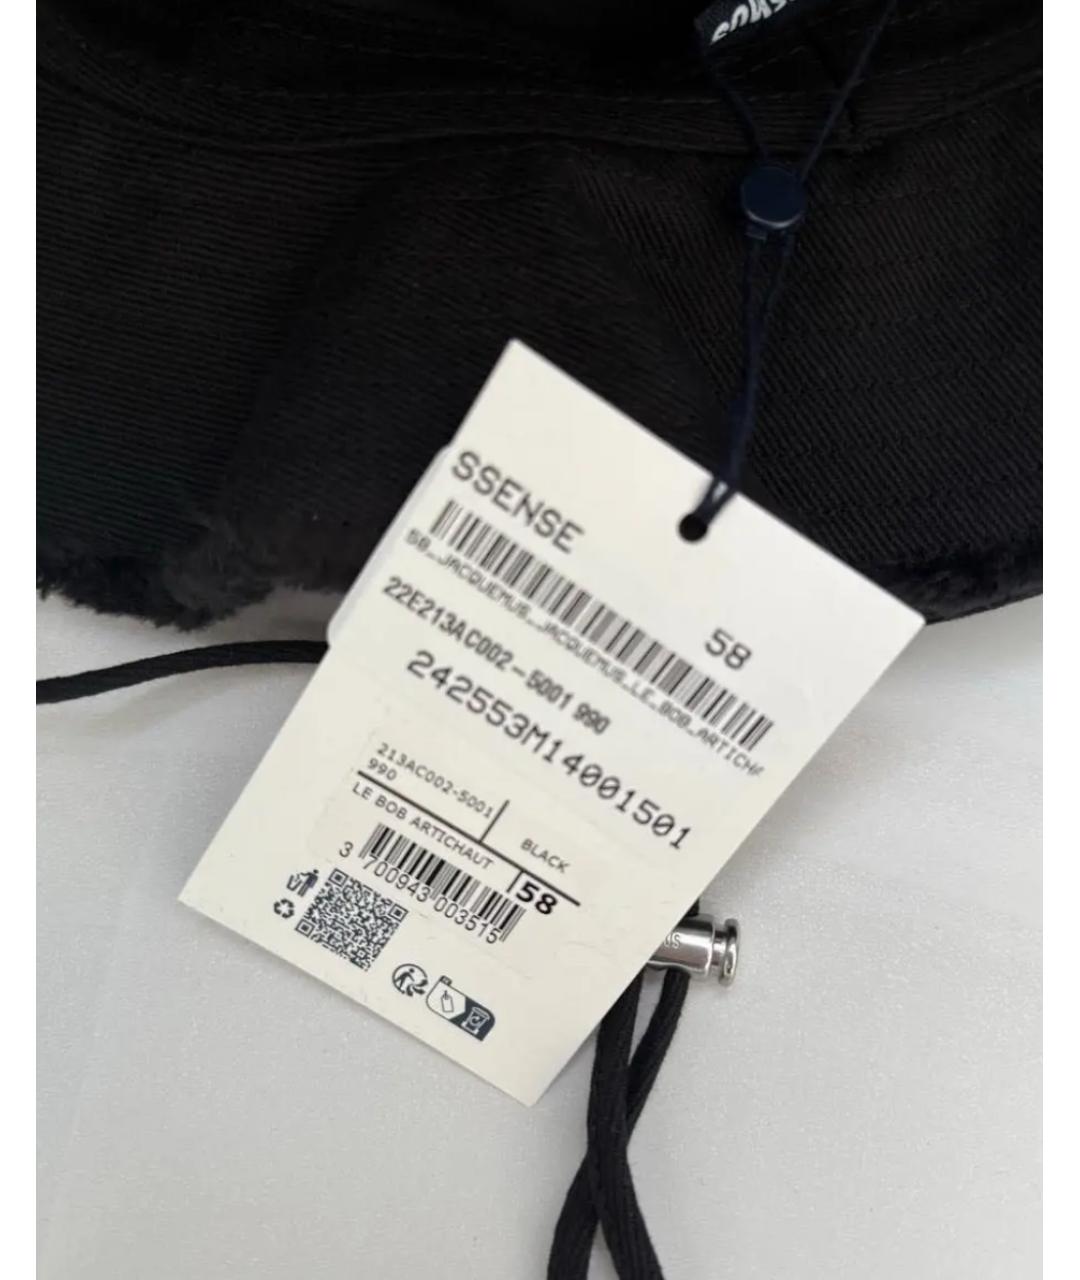 SSENSE
58
58_JACQUEMUS_JACQUEMUS_LE_BOB_ARTICHA
22E213AC002-5001 990
242553M14001501
213AC002-5001
990
BLACK
LE BOB ARTICHAUT
58
3 700943 003515